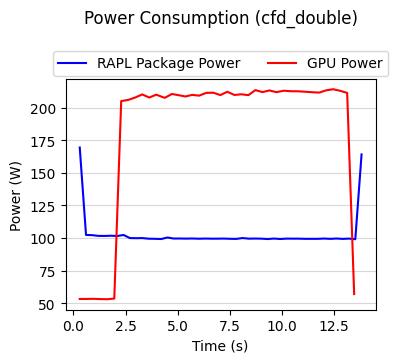 Power Consumption (cfd_double)
RAPL Package Power
GPU Power
Power (W)
200
175
150
125
100
75
50
0.0
2.5
5.0
7.5
10.0
12.5
Time (s)